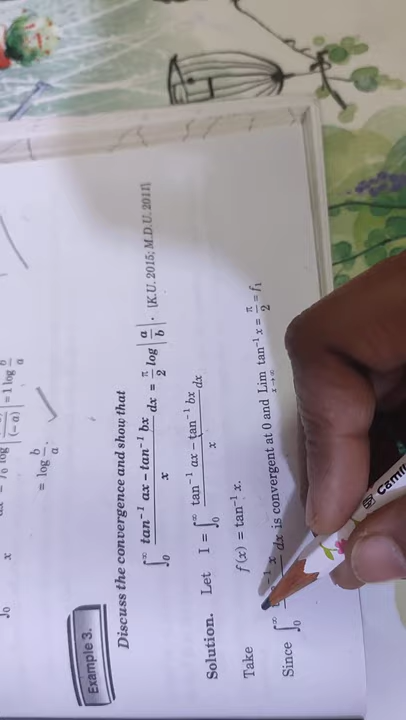 = log b/a.
Example 3.
Discuss the convergence and show that
∫₀^∞ (tan⁻¹ ax – tan⁻¹ bx)/x dx = π/2 log |a/b|. [K.U. 2015; M.D.U. 2011]
Solution. Let I = ∫₀^∞ (tan⁻¹ ax – tan⁻¹ bx)/x dx
Take f (x) = tan⁻¹ x.
Since ∫₀^∞ dx is convergent at 0 and Lim x→∞ tan⁻¹ x = π/2 = f₁